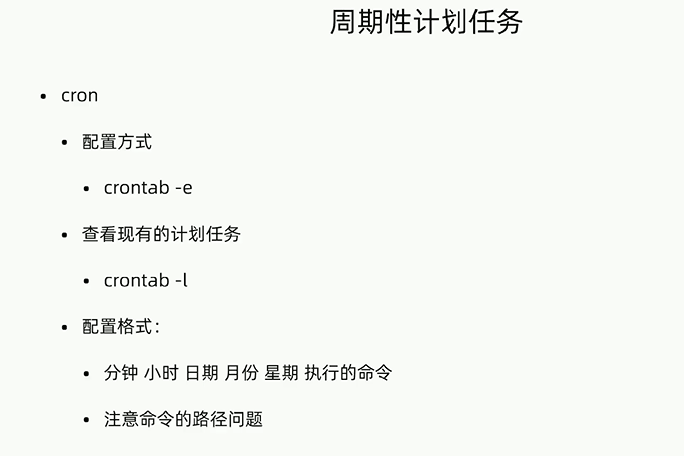 周期性计划任务
• cron
• 配置方式
• crontab -e
• 查看现有的计划任务
• crontab -l
• 配置格式：
• 分钟 小时 日期 月份 星期 执行的命令
• 注意命令的路径问题